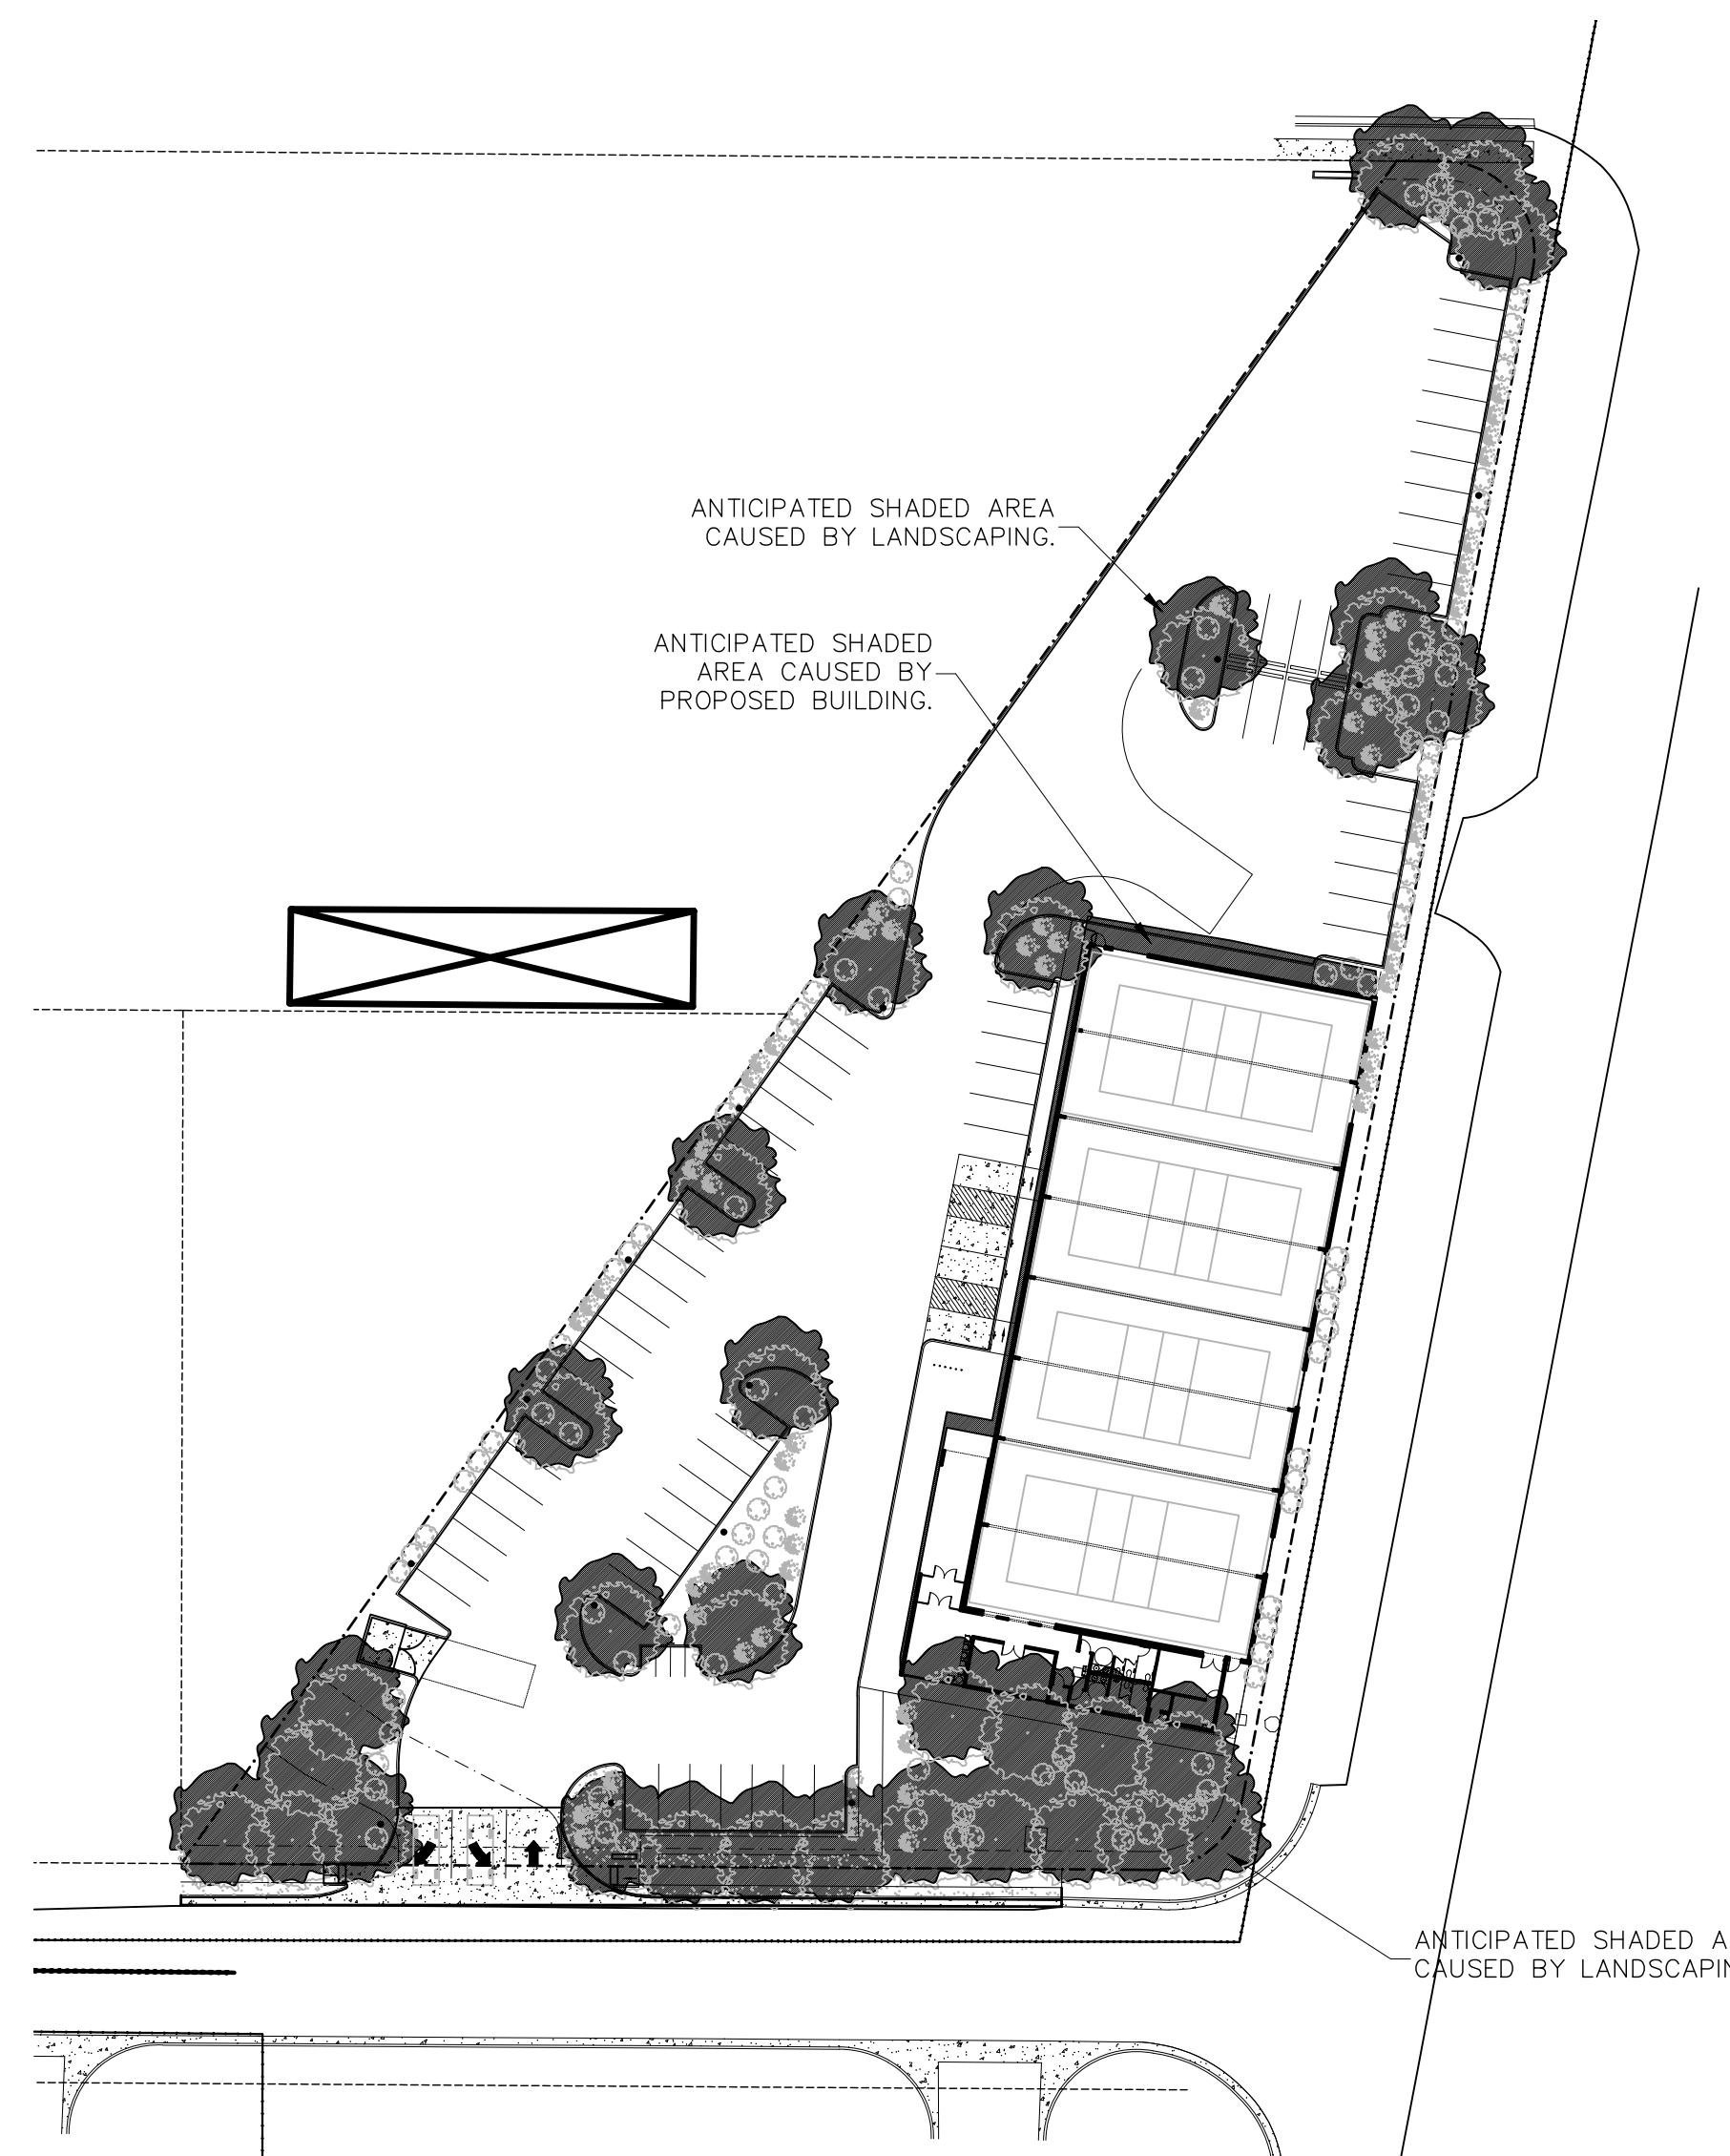 ANTICIPATED SHADED AREA
CAUSED BY LANDSCAPING.
ANTICIPATED SHADED
AREA CAUSED BY
PROPOSED BUILDING.
ANTICIPATED SHADED A
CAUSED BY LANDSCAPIN